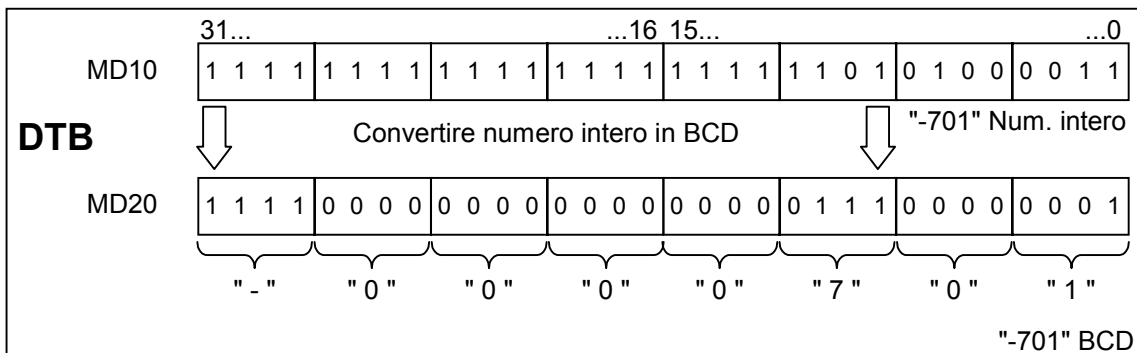 31... ...16 15... ...0
MD10 1 1 1 1 1 1 1 1 1 1 1 1 1 1 1 1 1 1 1 1 1 1 0 1 0 1 0 0 0 0 1 1
DTB Convertire numero intero in BCD "-701" Num. intero
MD20 1 1 1 1 0 0 0 0 0 0 0 0 0 0 0 0 0 0 0 0 0 1 1 1 0 0 0 0 0 0 0 1
" - " " 0 " " 0 " " 0 " " 0 " " 7 " " 0 " " 1 "
"-701" BCD